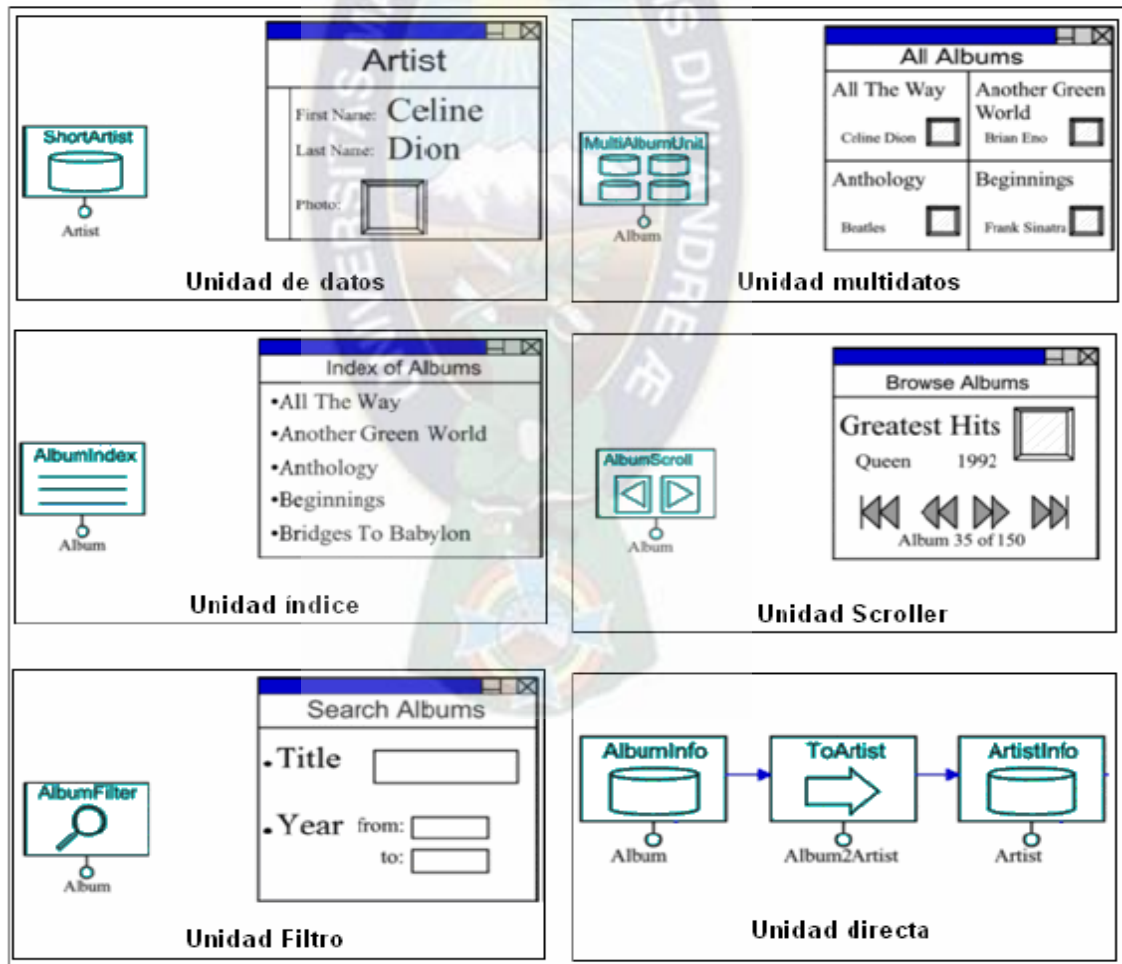 ShortArtist
Artist
Artist
First Name: Celine
Last Name: Dion
Photo:
Unidad de datos
MultiAlbumUnit
Album
All Albums
All The Way
Celine Dion
Another Green
World
Brian Eno
Anthology
Beatles
Beginnings
Frank Sinatra
Unidad multidatos
AlbumIndex
Album
Index of Albums
•All The Way
•Another Green World
•Anthology
•Beginnings
•Bridges To Babylon
Unidad índice
AlbumScroll
Album
Browse Albums
Greatest Hits
Queen 1992
Album 35 of 150
Unidad Scroller
AlbumFilter
Album
Search Albums
•Title
•Year from:
to:
Unidad Filtro
AlbumInfo
Album
ToArtist
Album2Artist
ArtistInfo
Artist
Unidad directa